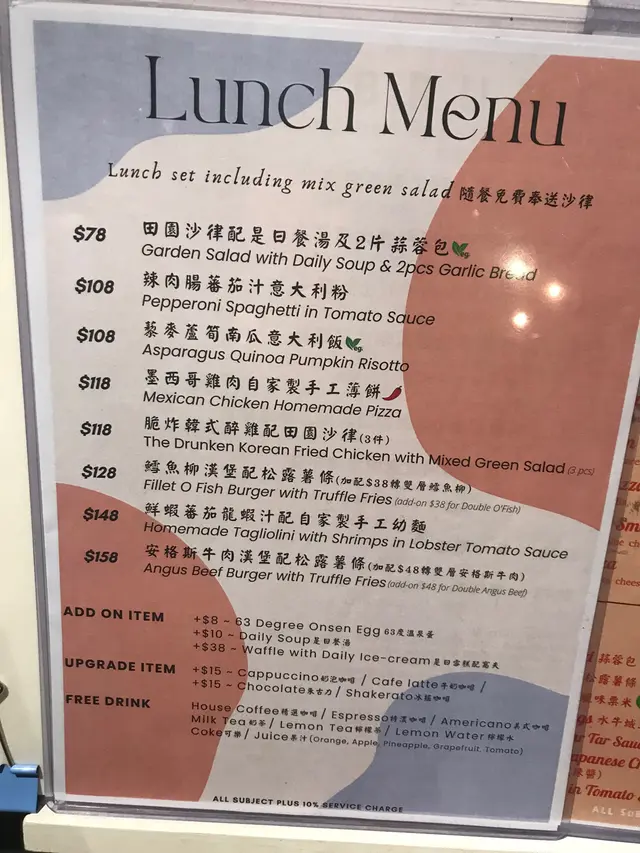 Lunch Menu
Lunch set including mix green salad 隨餐免費奉送沙律
$78 田園沙律配是日餐湯及2片蒜蓉包
Garden Salad with Daily Soup & 2pcs Garlic Bread
$108 辣肉腸蕃茄汁意大利粉
Pepperoni Spaghetti in Tomato Sauce
$108 藜麥蘆筍南瓜意大利飯
Asparagus Quinoa Pumpkin Risotto
$118 墨西哥雞肉自家製手工薄餅
Mexican Chicken Homemade Pizza
$118 脆炸韓式醉雞配田園沙律(3件)
The Drunken Korean Fried Chicken with Mixed Green Salad (3 pcs)
$128 鱈魚柳漢堡配松露薯條(加配$38轉雙層鱈魚柳)
Fillet O Fish Burger with Truffle Fries (add-on $38 for Double O'Fish)
$148 鮮蝦蕃茄龍蝦汁配自家製手工幼麵
Homemade Tagliolini with Shrimps in Lobster Tomato Sauce
$158 安格斯牛肉漢堡配松露薯條(加配$48轉雙層安格斯牛肉)
Angus Beef Burger with Truffle Fries (add-on $48 for Double Angus Beef)
ADD ON ITEM +$8 ~ 63 Degree Onsen Egg 63度溫泉蛋
+$10 ~ Daily Soup 是日餐湯
+$38 ~ Waffle with Daily Ice-cream 是日雪糕配窩夫
UPGRADE ITEM +$15 ~ Cappuccino 奶泡咖啡 / Cafe latte 牛奶咖啡 /
+$15 ~ Chocolate 朱古力 / Shakerato 冰搖咖啡
FREE DRINK House Coffee 精選咖啡 / Espresso 特濃咖啡 / Americano 美式咖啡
Milk Tea 奶茶 / Lemon Tea 檸檬茶 / Lemon Water 檸檬水
Coke 可樂 / Juice 果汁 (Orange, Apple, Pineapple, Grapefruit, Tomato)
ALL SUBJECT PLUS 10% SERVICE CHARGE
蒜蓉包
松露薯條
Tar Sau
in Tomato